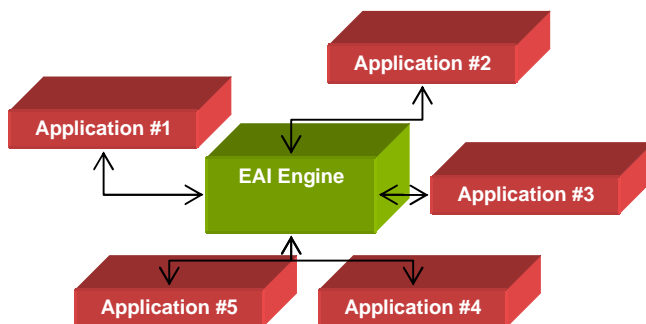 Application #2
Application #1
EAI Engine
Application #3
Application #5
Application #4